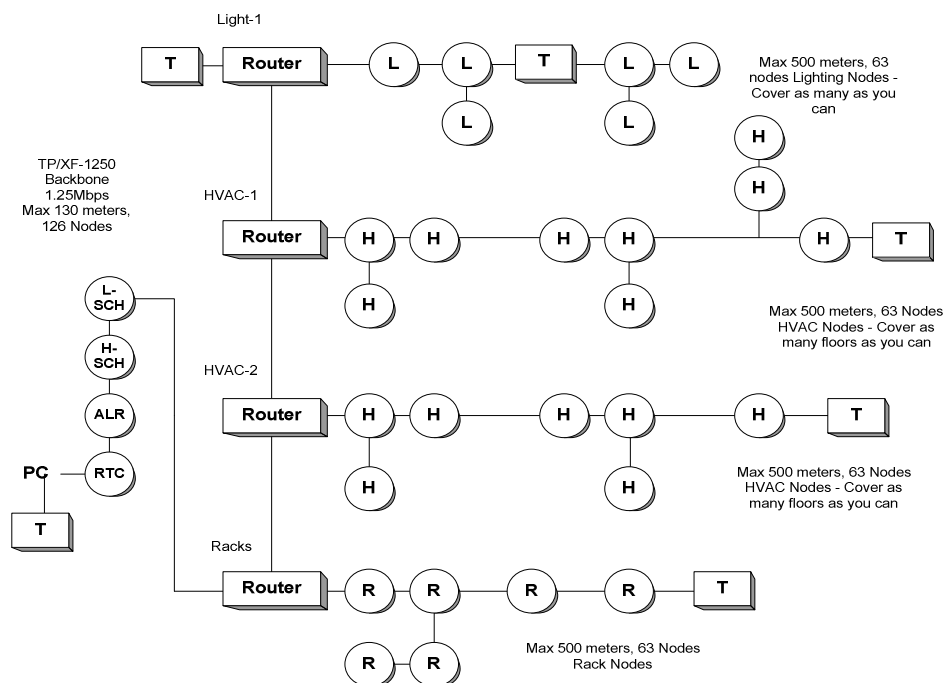 Light-1
T
Router
L
L
T
L
L
L
L
Max 500 meters, 63
nodes Lighting Nodes -
Cover as many as you
can
TP/XF-1250
Backbone
1.25Mbps
Max 130 meters,
126 Nodes
HVAC-1
Router
H
H
H
H
H
H
H
T
H
H
Max 500 meters, 63 Nodes
HVAC Nodes - Cover as
many floors as you can
L-
SCH
H-
SCH
ALR
RTC
PC
T
HVAC-2
Router
H
H
H
H
H
T
H
H
Max 500 meters, 63 Nodes
HVAC Nodes - Cover as
many floors as you can
Racks
Router
R
R
R
R
T
R
R
Max 500 meters, 63 Nodes
Rack Nodes